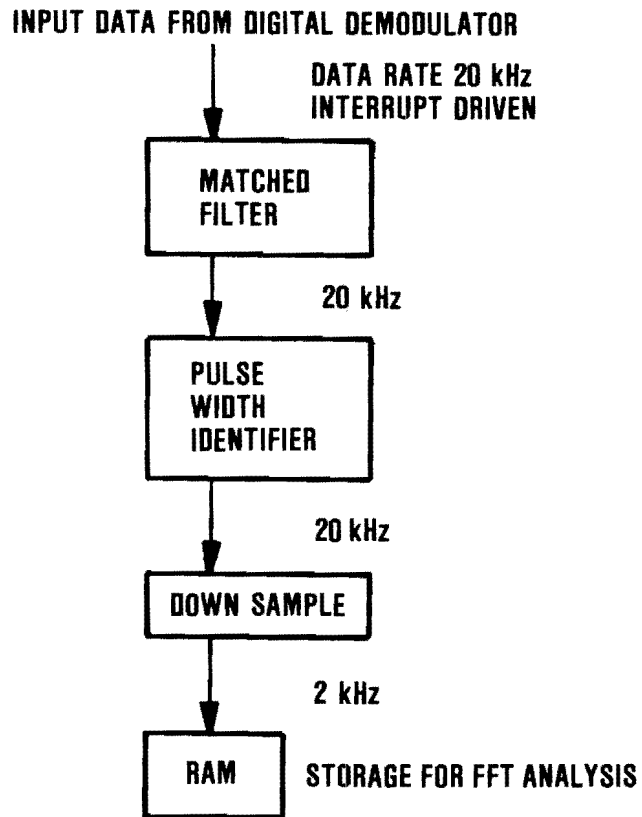 INPUT DATA FROM DIGITAL DEMODULATOR
DATA RATE 20 kHz
INTERRUPT DRIVEN
MATCHED
FILTER
20 kHz
PULSE
WIDTH
IDENTIFIER
20 kHz
DOWN SAMPLE
2 kHz
RAM
STORAGE FOR FFT ANALYSIS